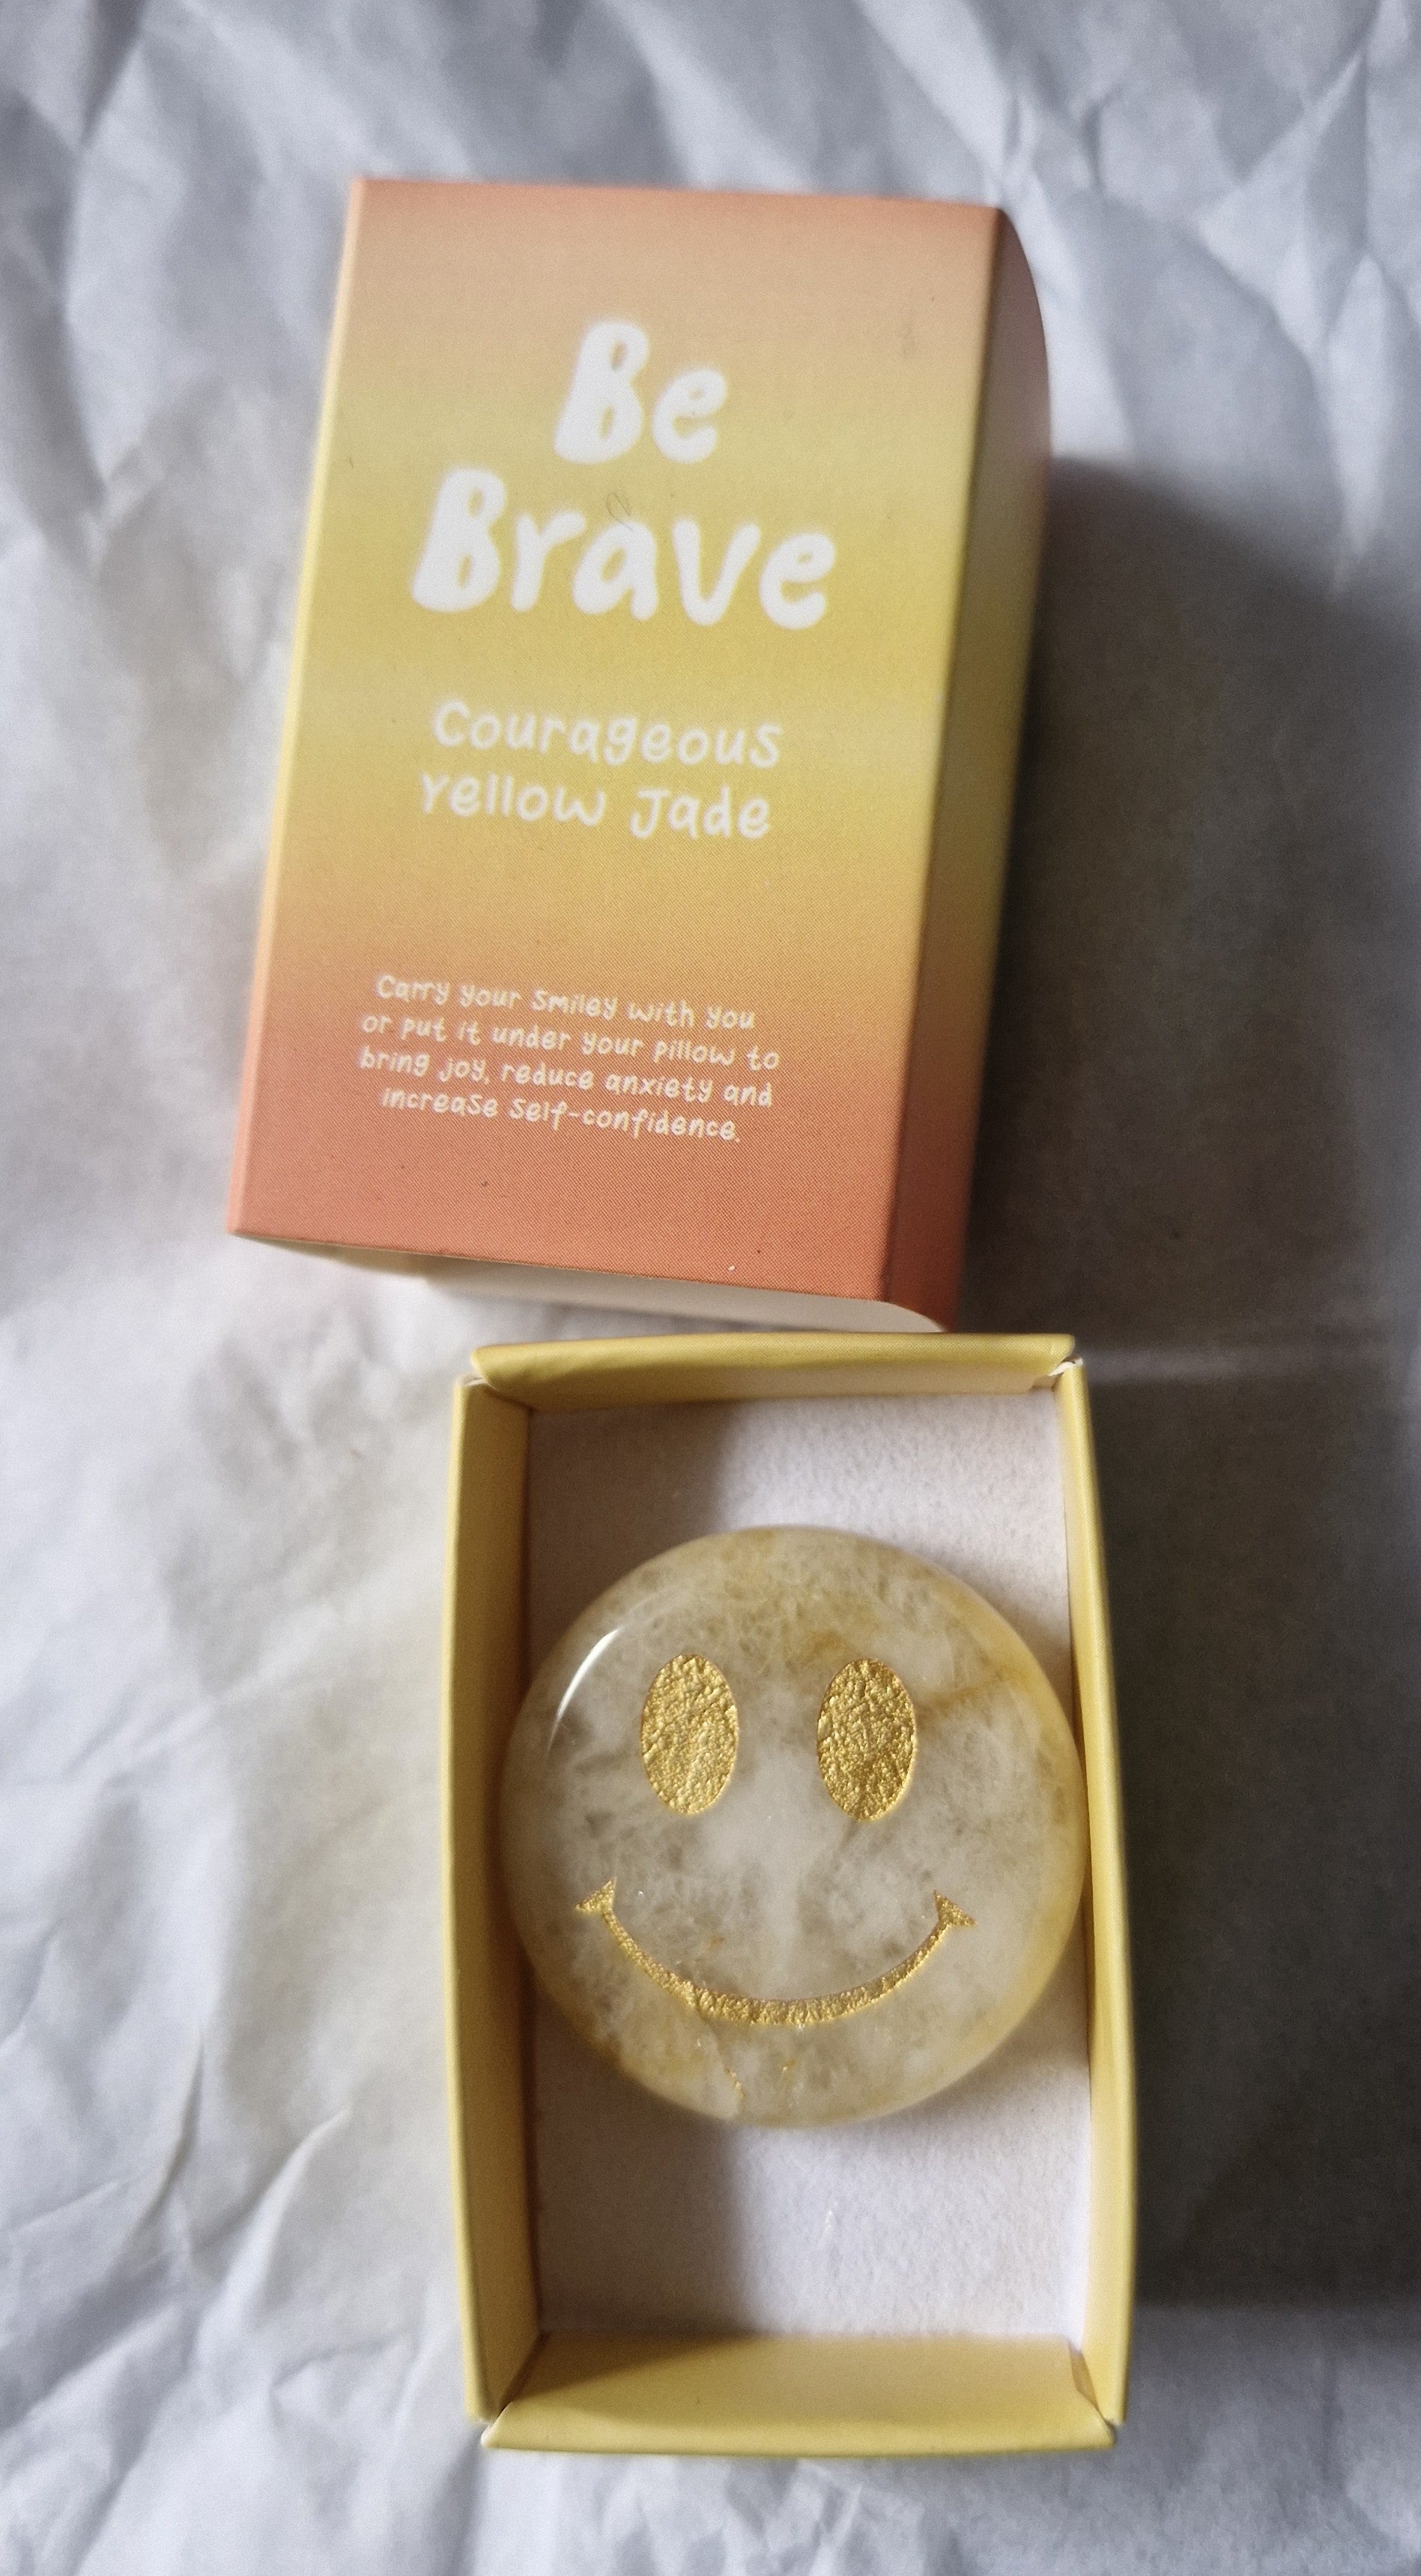 Be
Brave
Courageous
Yellow Jade
Carry your Smiley with you
or put it under your pillow to
bring joy, reduce anxiety and
increase self-confidence.